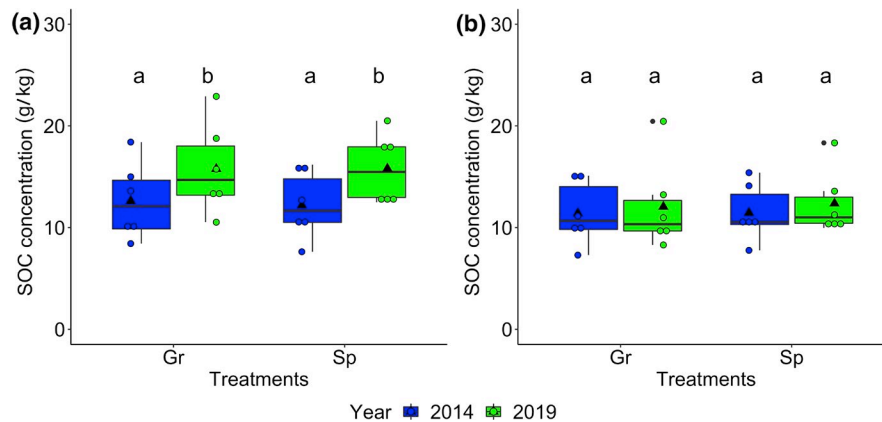 (a)
SOC concentration (g/kg)
30
20
10
0
a b a b
Gr Sp
Treatments
(b)
SOC concentration (g/kg)
30
20
10
0
a a a a
Gr Sp
Treatments
Year 2014 2019